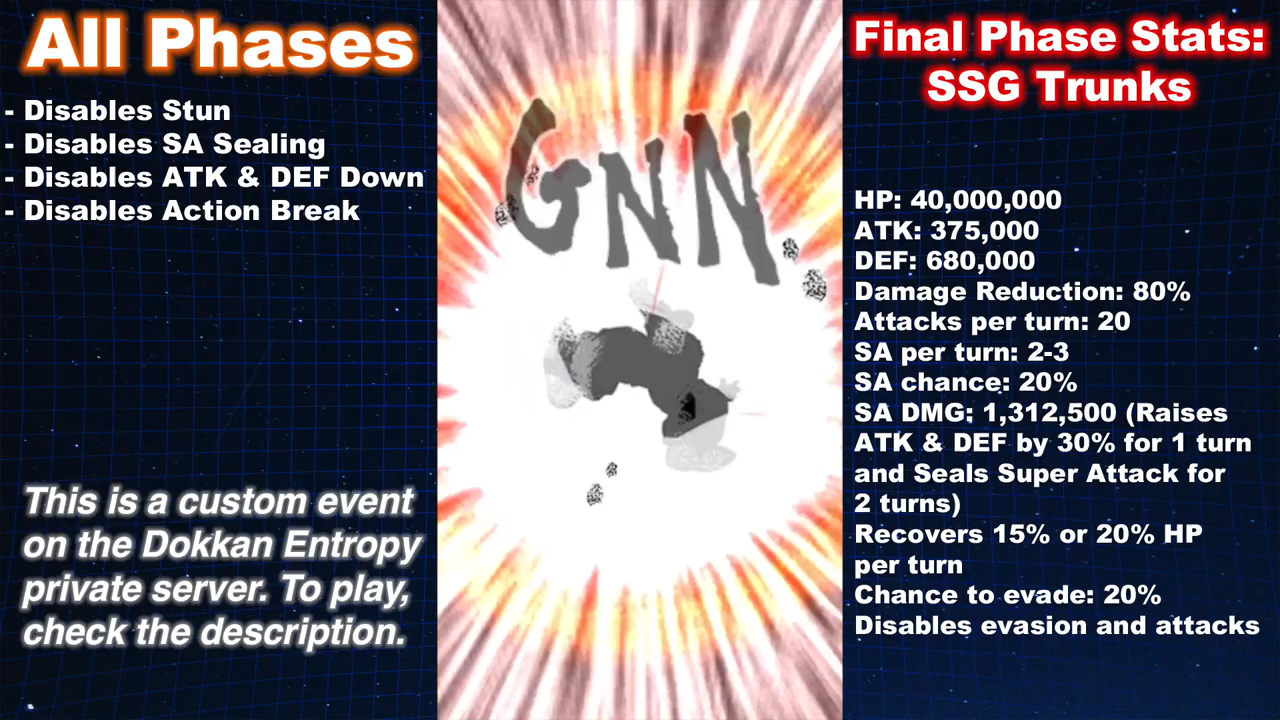 All Phases
- Disables Stun
- Disables SA Sealing
- Disables ATK & DEF Down
- Disables Action Break
This is a custom event
on the Dokkan Entropy
private server. To play,
check the description.
GNN
Final Phase Stats:
SSG Trunks
HP: 40,000,000
ATK: 375,000
DEF: 680,000
Damage Reduction: 80%
Attacks per turn: 20
SA per turn: 2-3
SA chance: 20%
SA DMG: 1,312,500 (Raises
ATK & DEF by 30% for 1 turn
and Seals Super Attack for
2 turns)
Recovers 15% or 20% HP
per turn
Chance to evade: 20%
Disables evasion and attacks